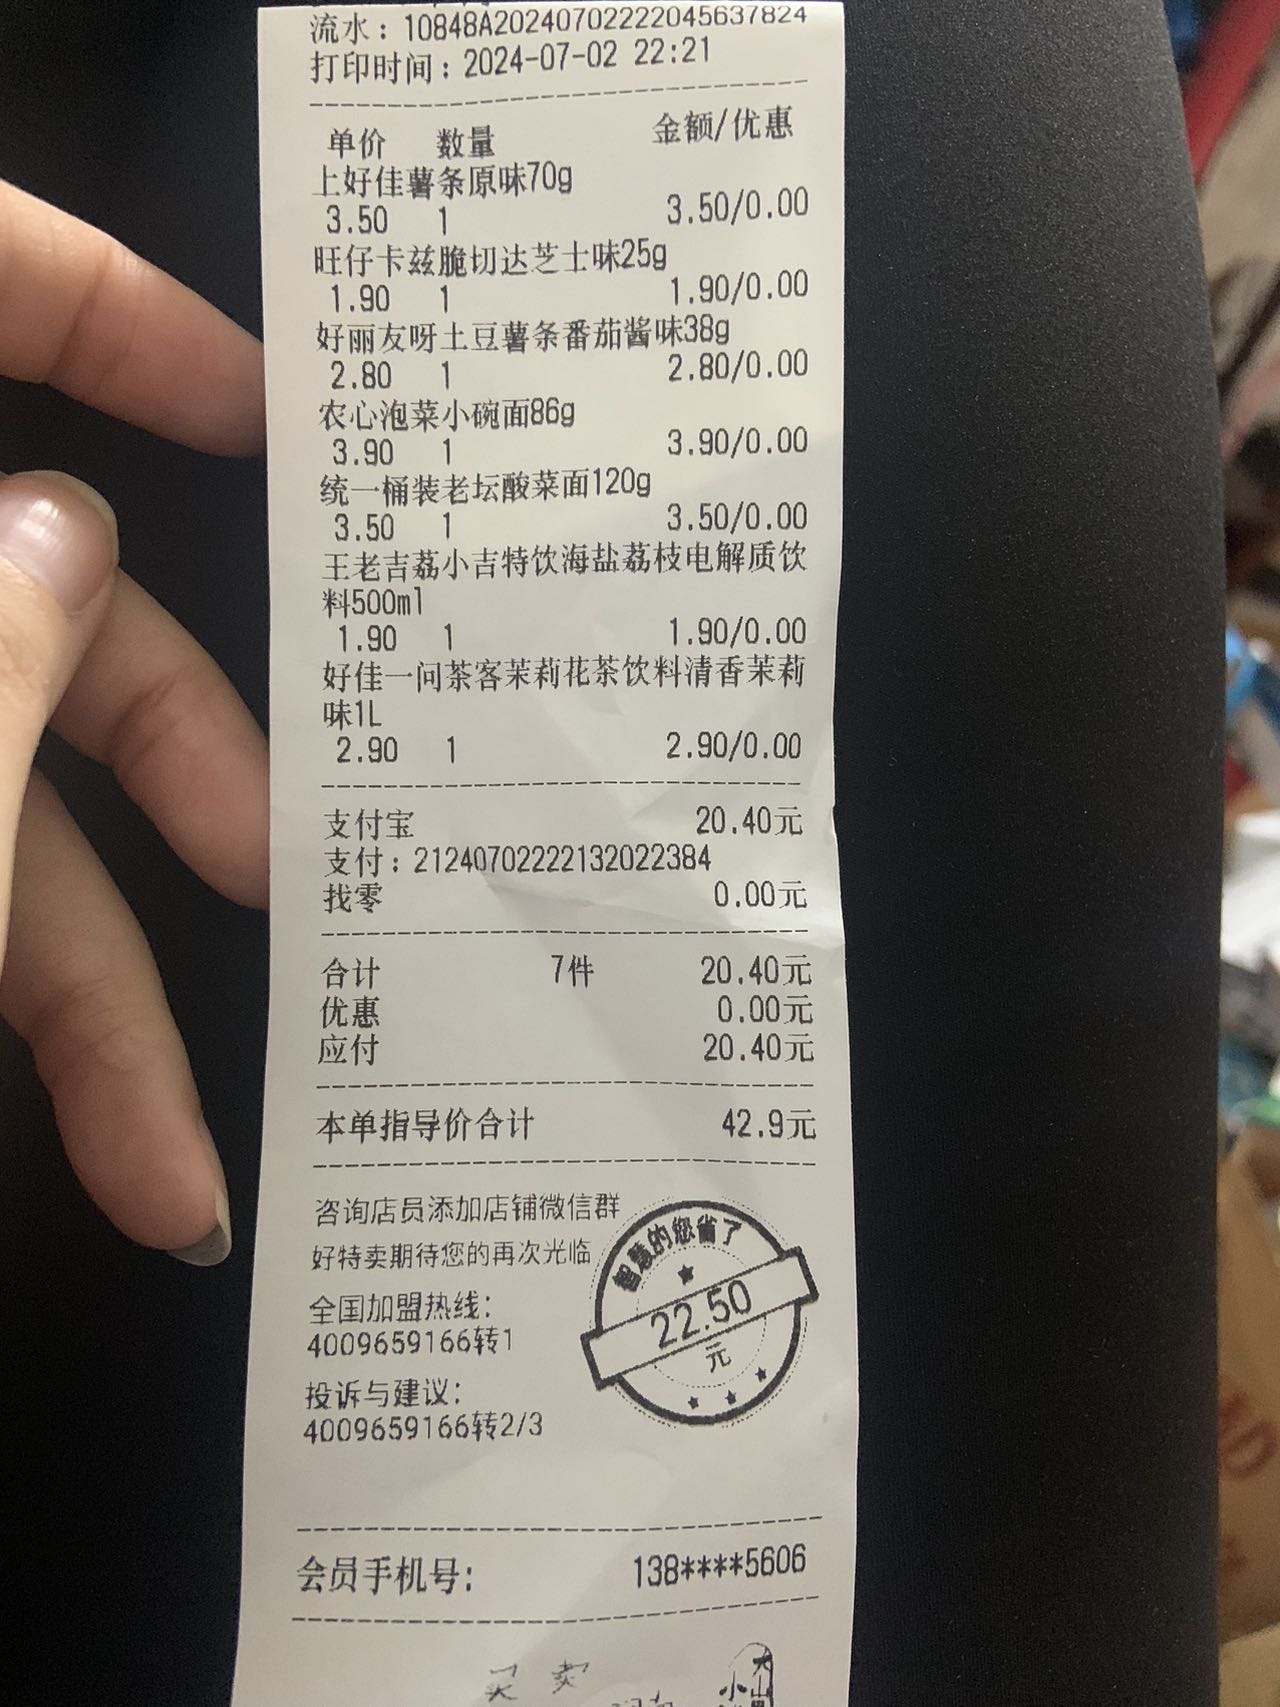 流水：10848A20240702222045637824
打印时间：2024-07-02 22:21
单价 数量 金额/优惠
上好佳薯条原味70g
3.50 1 3.50/0.00
旺仔卡兹脆切达芝士味25g
1.90 1 1.90/0.00
好丽友呀土豆薯条番茄酱味38g
2.80 1 2.80/0.00
农心泡菜小碗面86g
3.90 1 3.90/0.00
统一桶装老坛酸菜面120g
3.50 1 3.50/0.00
王老吉荔小吉特饮海盐荔枝电解质饮
料500ml
1.90 1 1.90/0.00
好佳一问茶客茉莉花茶饮料清香茉莉
味1L
2.90 1 2.90/0.00
支付宝 20.40元
支付：21240702222132022384
找零 0.00元
合计 7件 20.40元
优惠 0.00元
应付 20.40元
本单指导价合计 42.9元
咨询店员添加店铺微信群
好特卖期待您的再次光临
全国加盟热线：
4009659166转1
投诉与建议：
4009659166转2/3
智慧的您省了
22.50
元
会员手机号： 138****5606
买 卖